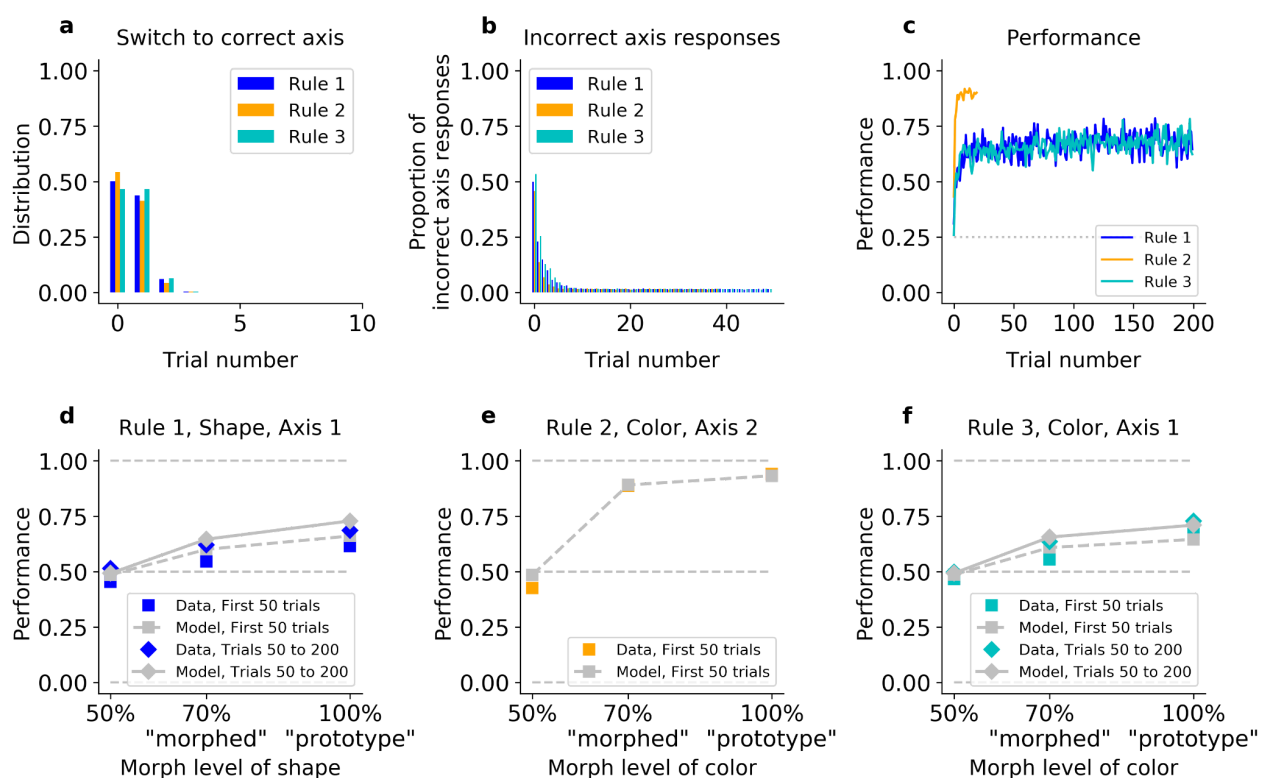 a
Switch to correct axis
1.00
0.75
0.50
0.25
0.00
Distribution
Rule 1
Rule 2
Rule 3
0
5
10
Trial number
b
Incorrect axis responses
1.00
0.75
0.50
0.25
0.00
Proportion of
incorrect axis responses
Rule 1
Rule 2
Rule 3
0
20
40
Trial number
c
Performance
1.00
0.75
0.50
0.25
0.00
Performance
Rule 1
Rule 2
Rule 3
0
50
100
150
200
Trial number
d
Rule 1, Shape, Axis 1
1.00
0.75
0.50
0.25
0.00
Performance
Data, First 50 trials
Model, First 50 trials
Data, Trials 50 to 200
Model, Trials 50 to 200
50%
70%
"morphed"
100%
"prototype"
Morph level of shape
e
Rule 2, Color, Axis 2
1.00
0.75
0.50
0.25
0.00
Performance
Data, First 50 trials
Model, First 50 trials
50%
70%
"morphed"
100%
"prototype"
Morph level of color
f
Rule 3, Color, Axis 1
1.00
0.75
0.50
0.25
0.00
Performance
Data, First 50 trials
Model, First 50 trials
Data, Trials 50 to 200
Model, Trials 50 to 200
50%
70%
"morphed"
100%
"prototype"
Morph level of color